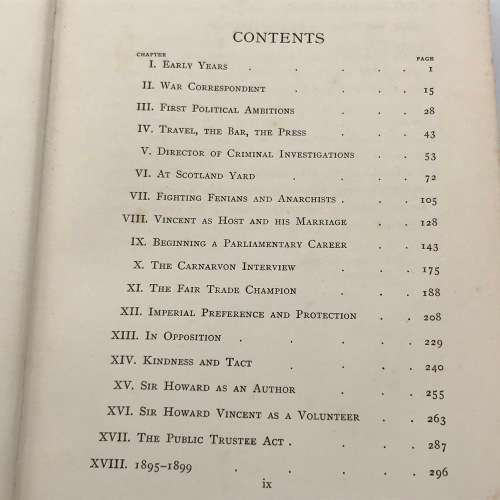 CONTENTS
CHAPTER PAGE
I. Early Years . . . . . 1
II. War Correspondent . . . . 15
III. First Political Ambitions . . . 28
IV. Travel, the Bar, the Press . . . 43
V. Director of Criminal Investigations . . 53
VI. At Scotland Yard . . . . 72
VII. Fighting Fenians and Anarchists . . . 105
VIII. Vincent as Host and his Marriage . . 128
IX. Beginning a Parliamentary Career . . 143
X. The Carnarvon Interview . . . 175
XI. The Fair Trade Champion . . . 188
XII. Imperial Preference and Protection . . 208
XIII. In Opposition . . . . . 229
XIV. Kindness and Tact . . . . 240
XV. Sir Howard as an Author . . . 255
XVI. Sir Howard Vincent as a Volunteer . . 263
XVII. The Public Trustee Act . . . . 287
XVIII. 1895-1899 . . . . . 296
ix